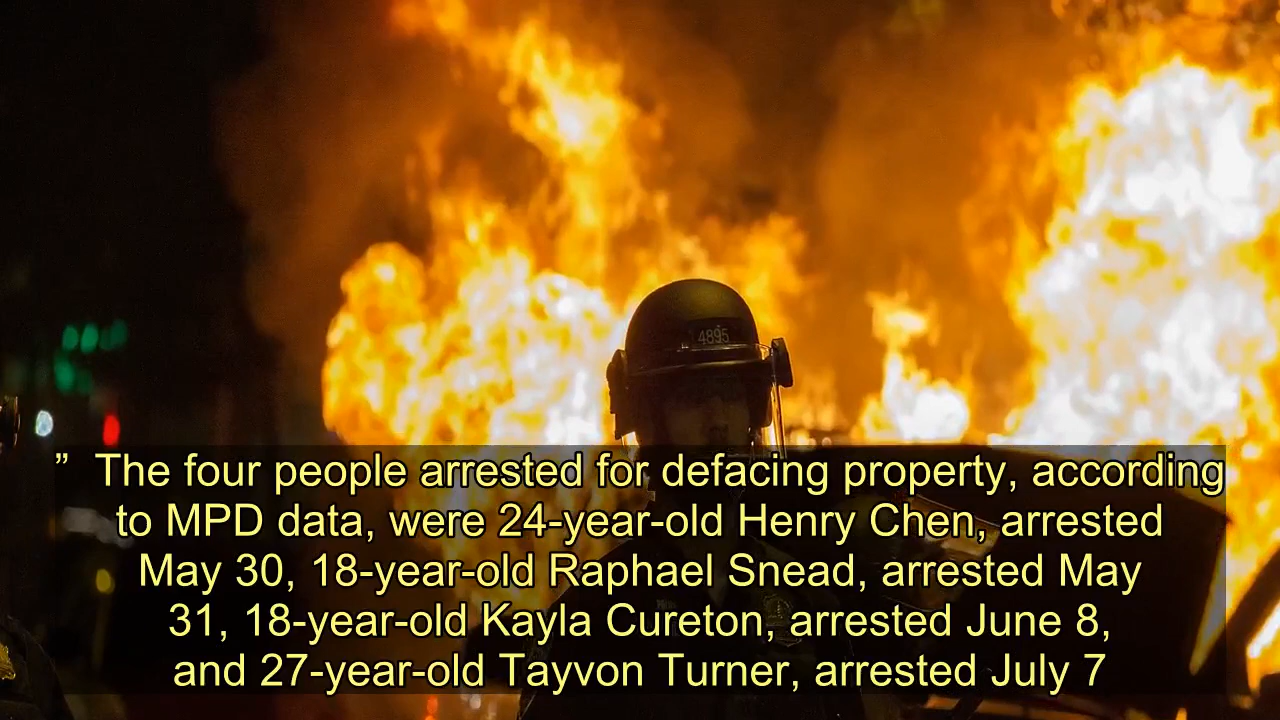 4895
”  The four people arrested for defacing property, according
to MPD data, were 24-year-old Henry Chen, arrested
May 30, 18-year-old Raphael Snead, arrested May
31, 18-year-old Kayla Cureton, arrested June 8,
and 27-year-old Tayvon Turner, arrested July 7